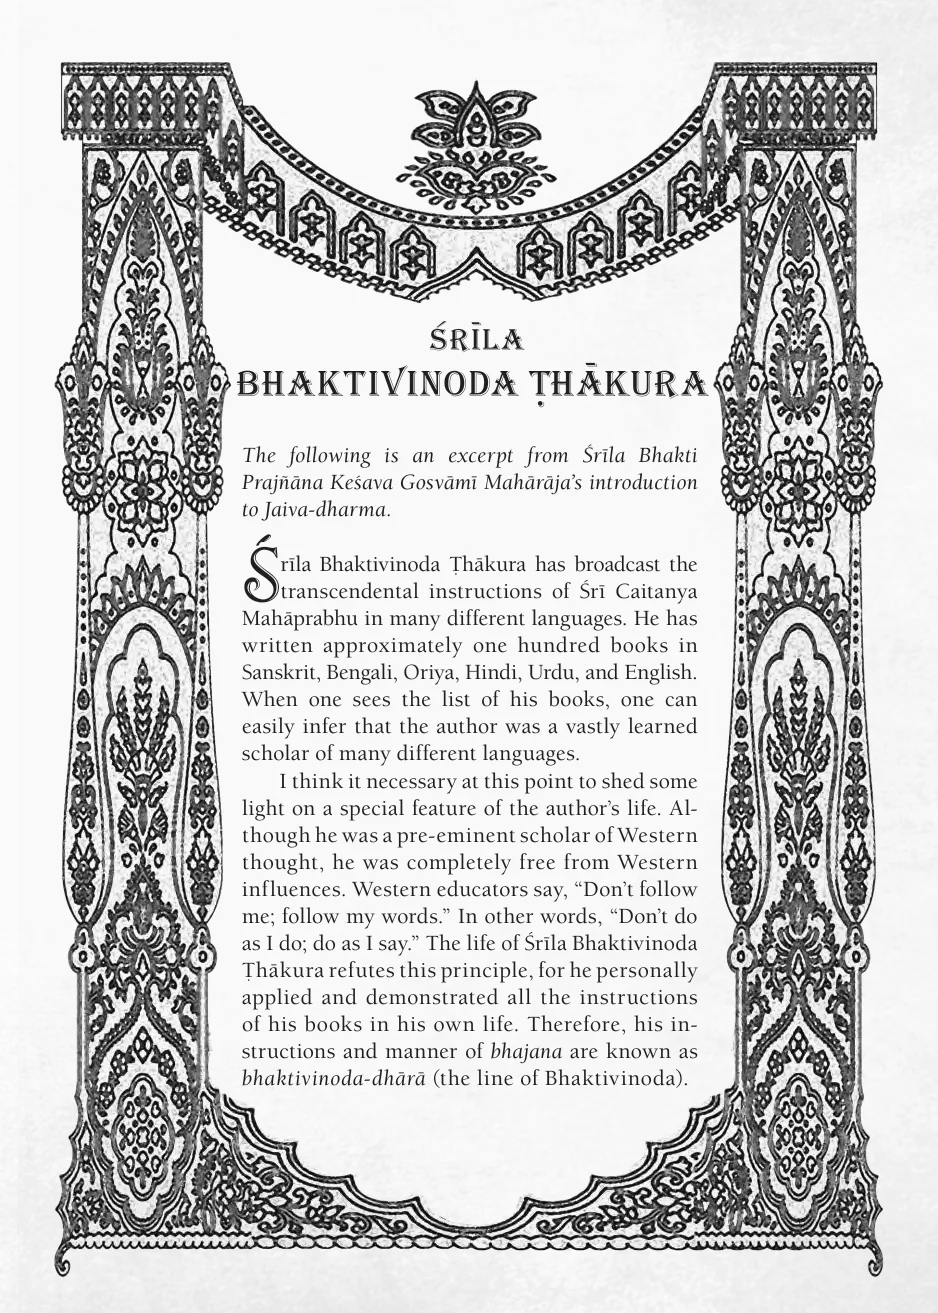 ŚRĪLA
BHAKTIVINODA ṬHĀKURA
The following is an excerpt from Śrīla Bhakti
Prajñāna Keśava Gosvāmī Mahārāja’s introduction
to Jaiva-dharma.
Śrīla Bhaktivinoda Ṭhākura has broadcast the
transcendental instructions of Śrī Caitanya
Mahāprabhu in many different languages. He has
written approximately one hundred books in
Sanskrit, Bengali, Oriya, Hindi, Urdu, and English.
When one sees the list of his books, one can
easily infer that the author was a vastly learned
scholar of many different languages.
I think it necessary at this point to shed some
light on a special feature of the author’s life. Al-
though he was a pre-eminent scholar of Western
thought, he was completely free from Western
influences. Western educators say, “Don’t follow
me; follow my words.” In other words, “Don’t do
as I do; do as I say.” The life of Śrīla Bhaktivinoda
Ṭhākura refutes this principle, for he personally
applied and demonstrated all the instructions
of his books in his own life. Therefore, his in-
structions and manner of bhajana are known as
bhaktivinoda-dhārā (the line of Bhaktivinoda).